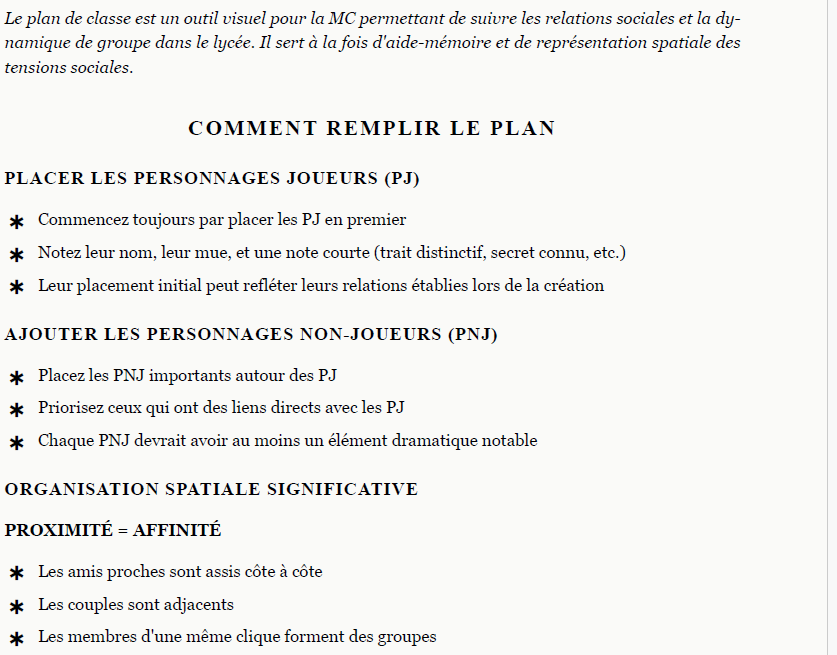 Le plan de classe est un outil visuel pour la MC permettant de suivre les relations sociales et la dy-
namique de groupe dans le lycée. Il sert à la fois d'aide-mémoire et de représentation spatiale des
tensions sociales.
COMMENT REMPLIR LE PLAN
PLACER LES PERSONNAGES JOUEURS (PJ)
* Commencez toujours par placer les PJ en premier
* Notez leur nom, leur mue, et une note courte (trait distinctif, secret connu, etc.)
* Leur placement initial peut refléter leurs relations établies lors de la création
AJOUTER LES PERSONNAGES NON-JOUEURS (PNJ)
* Placez les PNJ importants autour des PJ
* Priorisez ceux qui ont des liens directs avec les PJ
* Chaque PNJ devrait avoir au moins un élément dramatique notable
ORGANISATION SPATIALE SIGNIFICATIVE
PROXIMITÉ = AFFINITÉ
* Les amis proches sont assis côte à côte
* Les couples sont adjacents
* Les membres d'une même clique forment des groupes